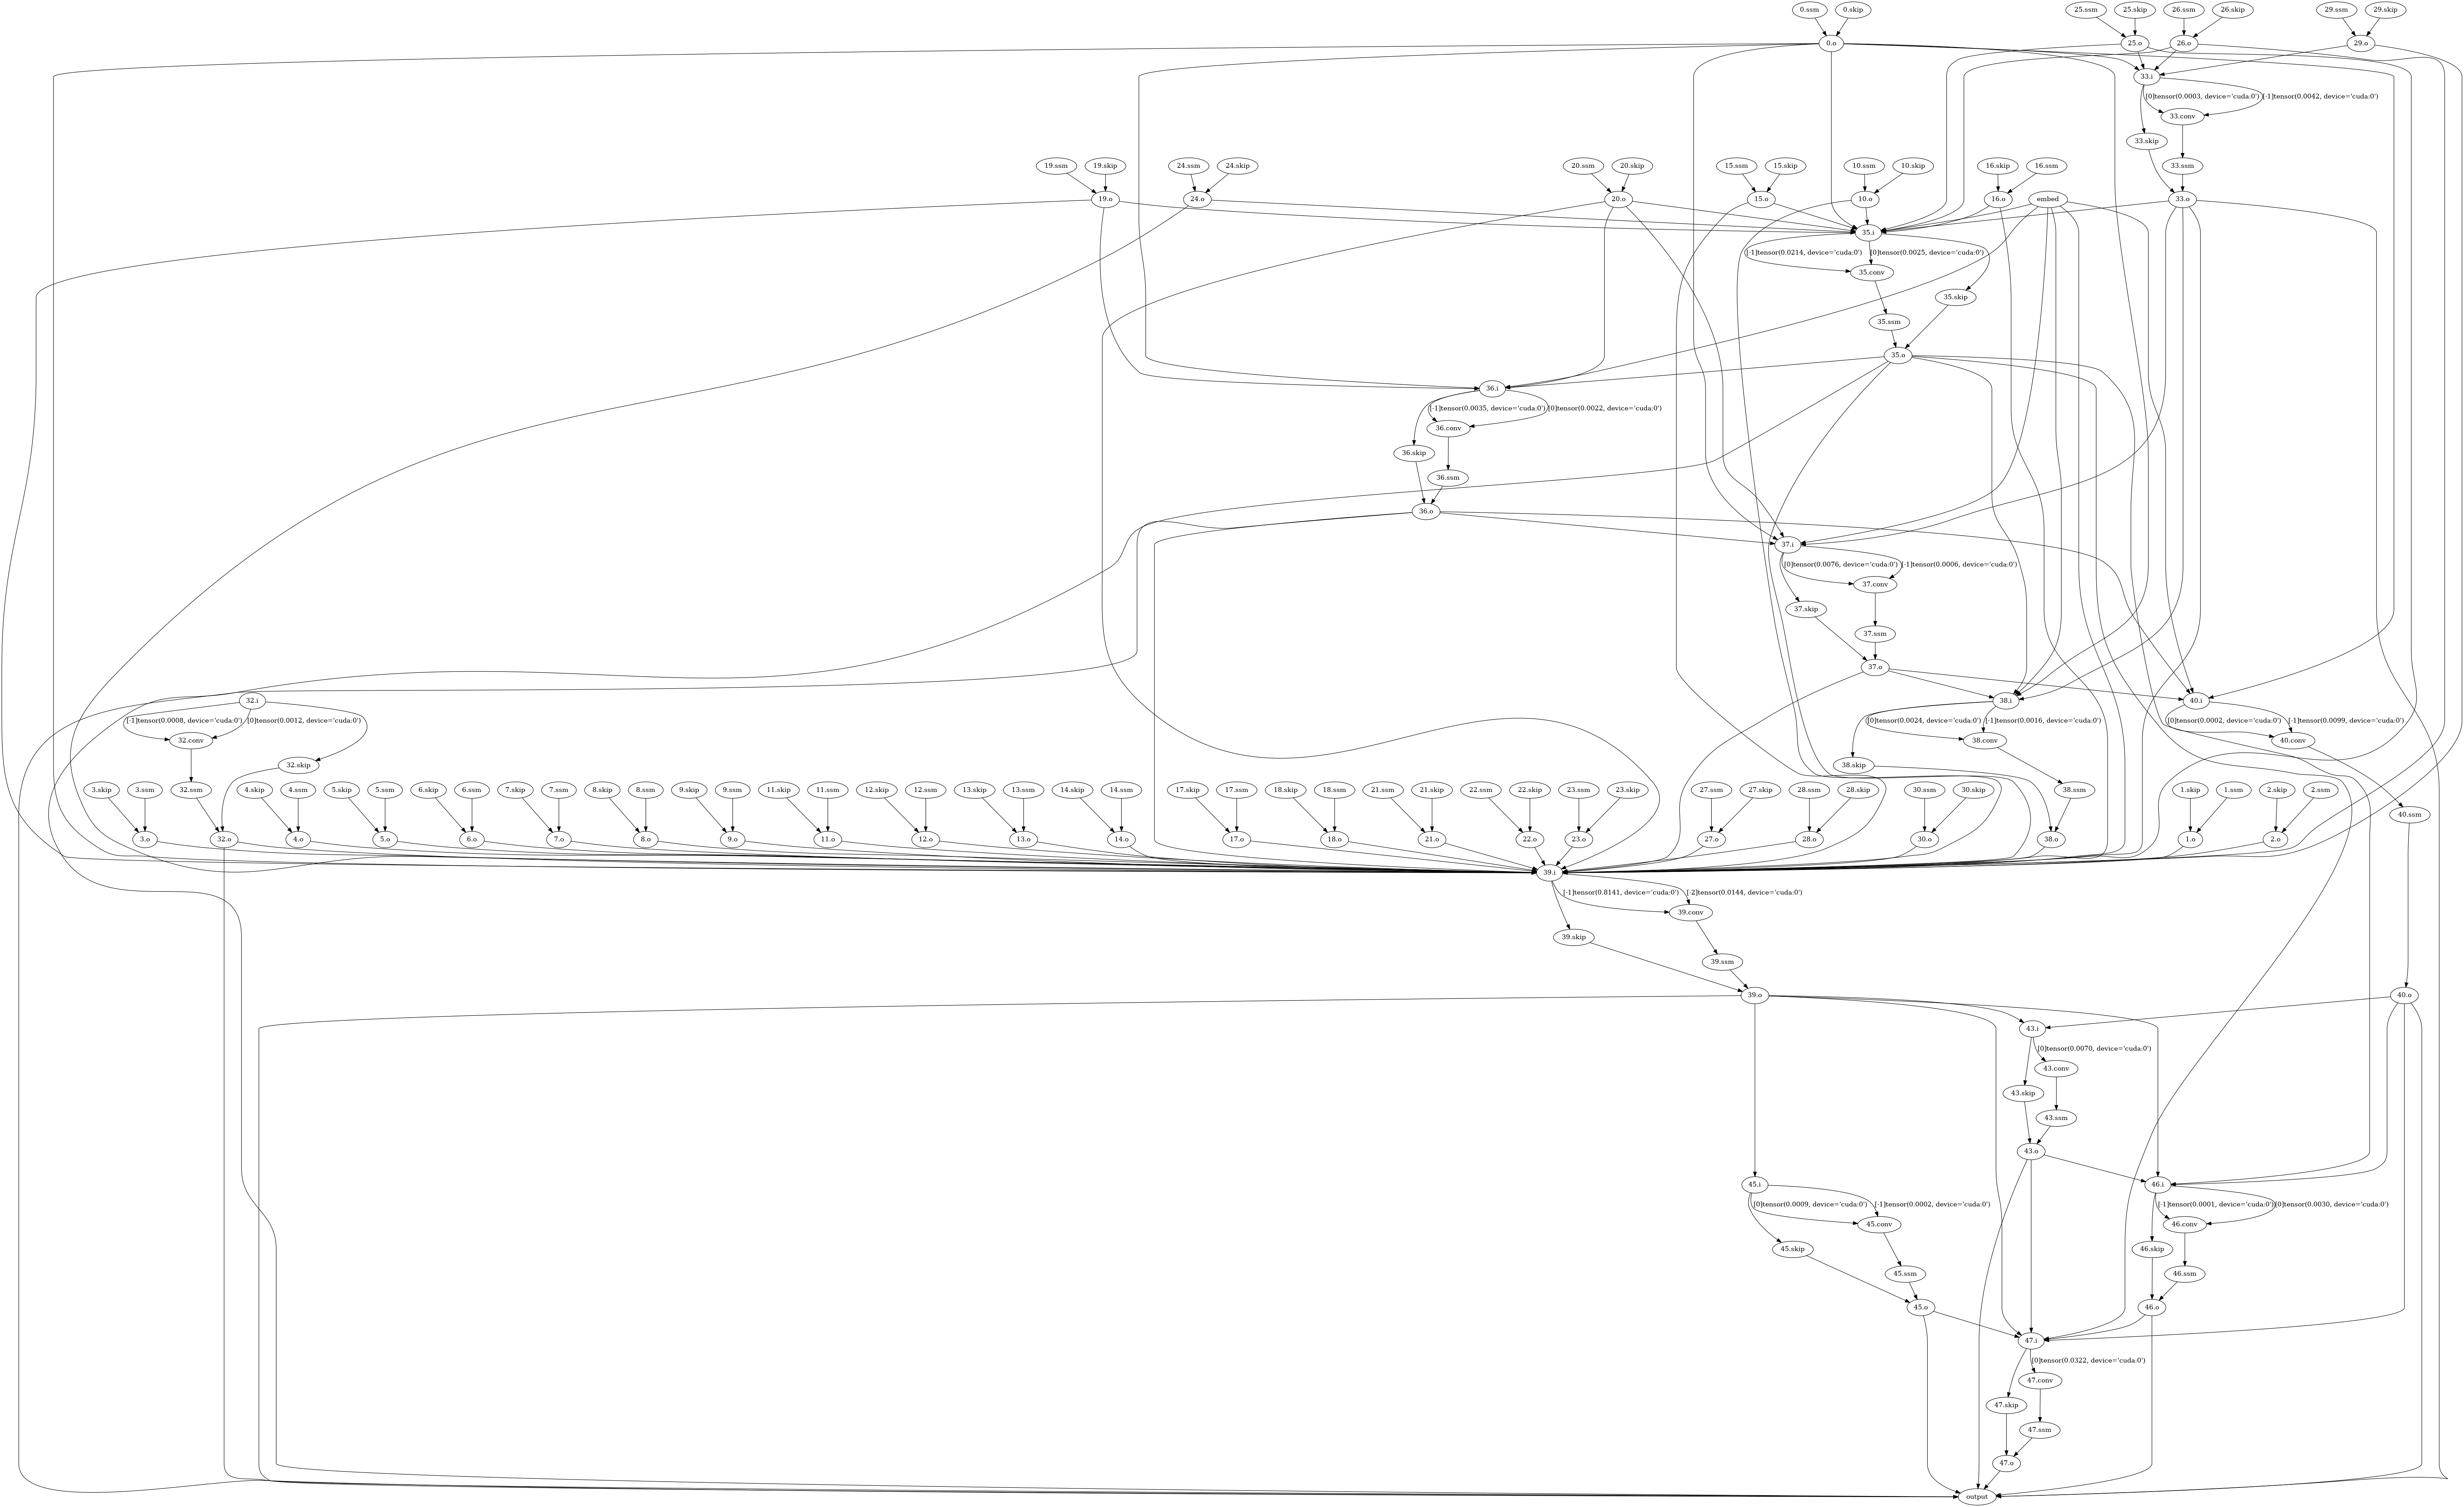 0.ssm 0.skip 25.ssm 25.skip 26.ssm 26.skip 29.ssm 29.skip
0.o 25.o 26.o 29.o
33.i
[0]tensor(0.0003, device='cuda:0') [-1]tensor(0.0042, device='cuda:0')
33.conv
33.skip
19.ssm 19.skip 24.ssm 24.skip 20.ssm 20.skip 15.ssm 15.skip 10.ssm 10.skip 16.skip 16.ssm 33.ssm
19.o 24.o 20.o 15.o 10.o 16.o embed 33.o
35.i
[-1]tensor(0.0214, device='cuda:0') [0]tensor(0.0025, device='cuda:0')
35.conv
35.skip
35.ssm
35.o
36.i
[-1]tensor(0.0035, device='cuda:0') [0]tensor(0.0022, device='cuda:0')
36.conv
36.skip
36.ssm
36.o
37.i
[0]tensor(0.0076, device='cuda:0') [-1]tensor(0.0006, device='cuda:0')
37.conv
37.skip
37.ssm
37.o
32.i 38.i 40.i
[-1]tensor(0.0008, device='cuda:0') [0]tensor(0.0012, device='cuda:0') [0]tensor(0.0024, device='cuda:0') [-1]tensor(0.0016, device='cuda:0') [0]tensor(0.0002, device='cuda:0') [-1]tensor(0.0099, device='cuda:0')
32.conv 38.conv 40.conv
32.skip 38.skip
3.skip 3.ssm 32.ssm 4.skip 4.ssm 5.skip 5.ssm 6.skip 6.ssm 7.skip 7.ssm 8.skip 8.ssm 9.skip 9.ssm 11.skip 11.ssm 12.skip 12.ssm 13.skip 13.ssm 14.skip 14.ssm 17.skip 17.ssm 18.skip 18.ssm 21.ssm 21.skip 22.ssm 22.skip 23.ssm 23.skip 27.ssm 27.skip 28.ssm 28.skip 30.ssm 30.skip 38.ssm 1.skip 1.ssm 2.skip 2.ssm
40.ssm
3.o 32.o 4.o 5.o 6.o 7.o 8.o 9.o 11.o 12.o 13.o 14.o 17.o 18.o 21.o 22.o 23.o 27.o 28.o 30.o 38.o 1.o 2.o
39.i
[-1]tensor(0.8141, device='cuda:0') [-2]tensor(0.0144, device='cuda:0')
39.conv
39.skip
39.ssm
39.o 40.o
43.i
[0]tensor(0.0070, device='cuda:0')
43.conv
43.skip
43.ssm
43.o
45.i 46.i
[0]tensor(0.0009, device='cuda:0') [-1]tensor(0.0002, device='cuda:0') [-1]tensor(0.0001, device='cuda:0') [0]tensor(0.0030, device='cuda:0')
45.conv 46.conv
45.skip 46.skip
45.ssm 46.ssm
45.o 46.o
47.i
[0]tensor(0.0322, device='cuda:0')
47.conv
47.skip
47.ssm
47.o
output